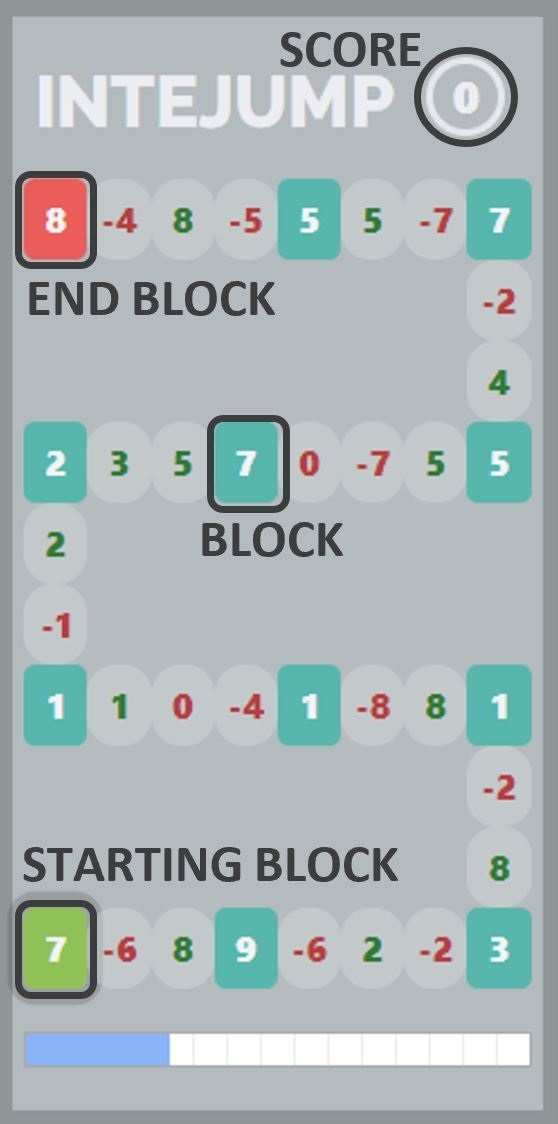 SCORE
INTEJUMP 0
8 -4 8 -5 5 5 -7 7
END BLOCK -2
4
2 3 5 7 0 -7 5 5
2 BLOCK
-1
1 1 0 -4 1 -8 8 1
-2
STARTING BLOCK 8
7 -6 8 9 -6 2 -2 3